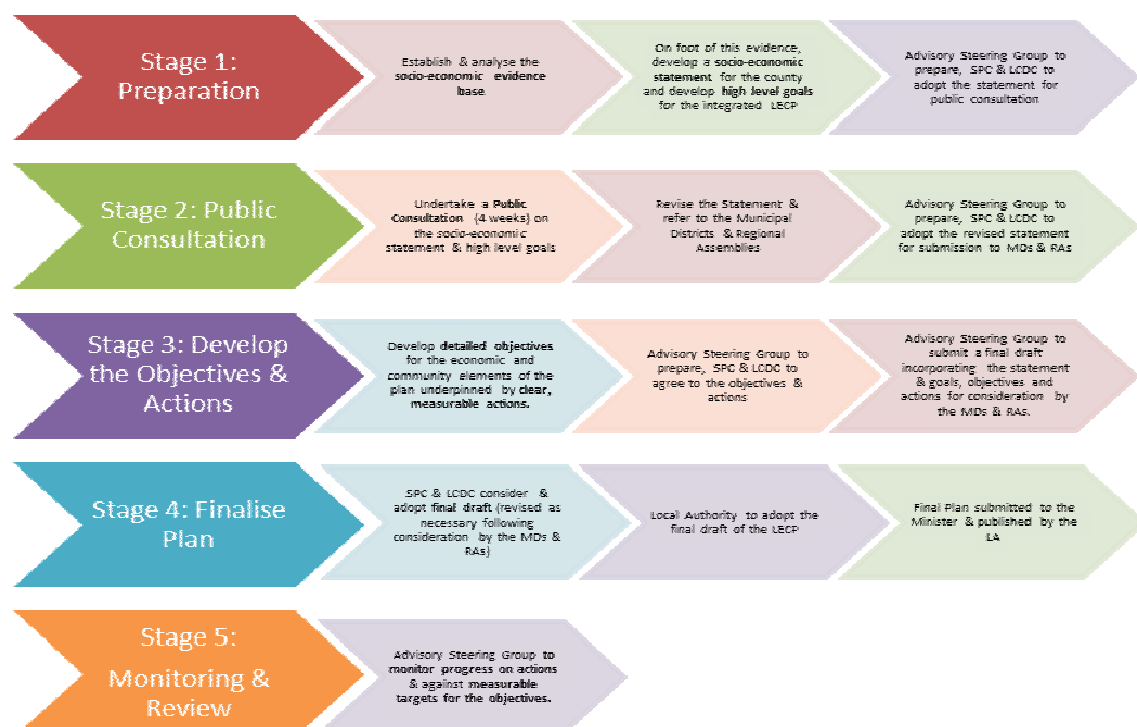 Stage 1:
Preparation
Establish & analyse the
socio-economic evidence
base.
On foot of this evidence,
develop a socio-economic
statement for the county
and develop high level goals
for the integrated LECP
Advisory Steering Group to
prepare, SPC & LCDC to
adopt the statement for
public consultation
Stage 2: Public
Consultation
Undertake a Public
Consultation (4 weeks) on
the socio-economic
statement & high level goals
Revise the Statement &
refer to the Municipal
Districts & Regional
Assemblies
Advisory Steering Group to
prepare, SPC & LCDC to
adopt the revised statement
for submission to MDs & RAs
Stage 3: Develop
the Objectives &
Actions
Develop detailed objectives
for the economic and
community elements of the
plan underpinned by clear,
measurable actions.
Advisory Steering Group to
prepare, SPC & LCDC to
agree to the objectives &
actions
Advisory Steering Group to
submit a final draft
incorporating the statement
& goals, objectives and
actions for consideration by
the MDs & RAs.
Stage 4: Finalise
Plan
SPC & LCDC consider &
adopt final draft (revised as
necessary following
consideration by the MDs &
RAs)
Local Authority to adopt the
final draft of the LECP
Final Plan submitted to the
Minister & published by the
LA
Stage 5:
Monitoring &
Review
Advisory Steering Group to
monitor progress on actions
& against measurable
targets for the objectives.